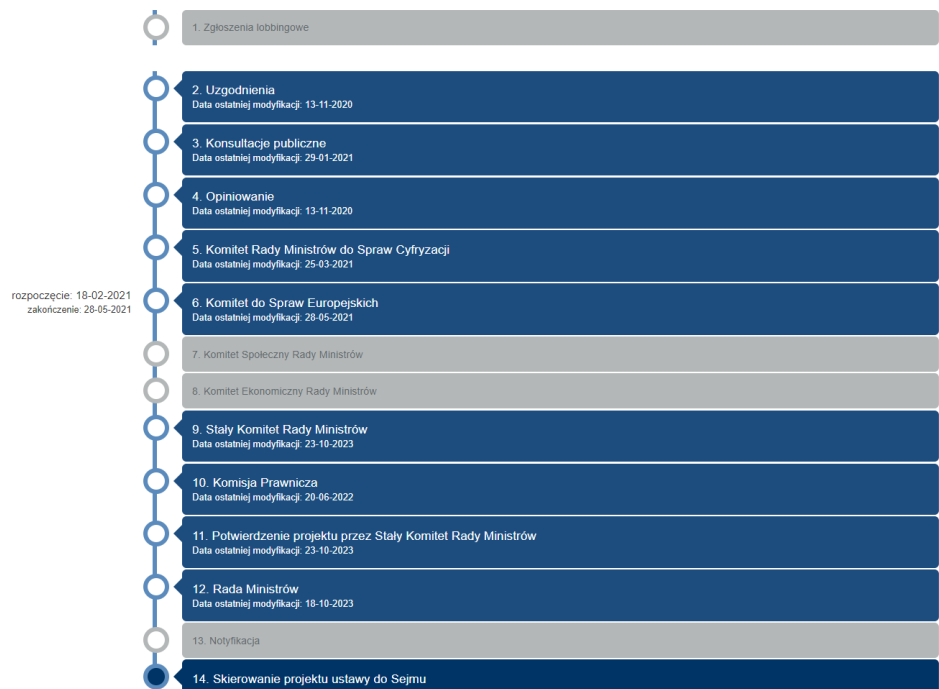 1. Zgłoszenia lobbingowe
2. Uzgodnienia
Data ostatniej modyfikacji: 13-11-2020
3. Konsultacje publiczne
Data ostatniej modyfikacji: 29-01-2021
4. Opiniowanie
Data ostatniej modyfikacji: 13-11-2020
5. Komitet Rady Ministrów do Spraw Cyfryzacji
Data ostatniej modyfikacji: 25-03-2021
rozpoczęcie: 18-02-2021
zakończenie: 28-05-2021
6. Komitet do Spraw Europejskich
Data ostatniej modyfikacji: 28-05-2021
7. Komitet Społeczny Rady Ministrów
8. Komitet Ekonomiczny Rady Ministrów
9. Stały Komitet Rady Ministrów
Data ostatniej modyfikacji: 23-10-2023
10. Komisja Prawnicza
Data ostatniej modyfikacji: 20-06-2022
11. Potwierdzenie projektu przez Stały Komitet Rady Ministrów
Data ostatniej modyfikacji: 23-10-2023
12. Rada Ministrów
Data ostatniej modyfikacji: 18-10-2023
13. Notyfikacja
14. Skierowanie projektu ustawy do Sejmu